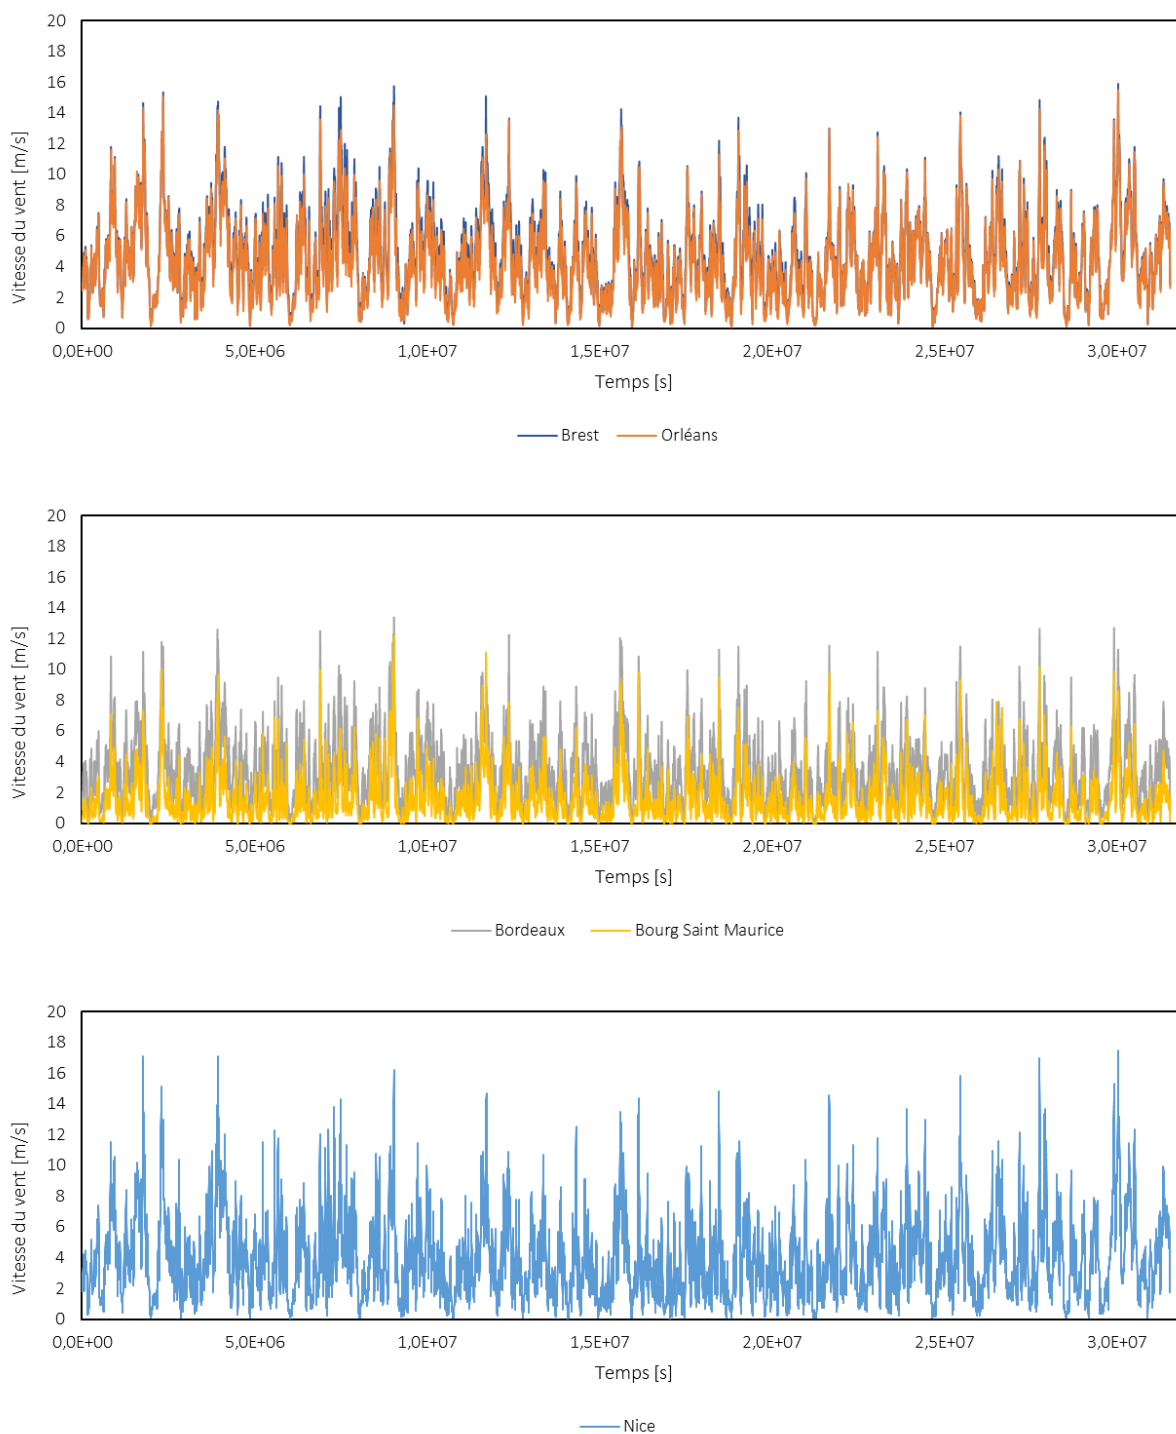 20
18
16
14
12
10
8
6
4
2
0
Vitesse du vent [m/s]
0,0E+00 5,0E+06 1,0E+07 1,5E+07 2,0E+07 2,5E+07 3,0E+07
Temps [s]
Brest Orléans
20
18
16
14
12
10
8
6
4
2
0
Vitesse du vent [m/s]
0,0E+00 5,0E+06 1,0E+07 1,5E+07 2,0E+07 2,5E+07 3,0E+07
Temps [s]
Bordeaux Bourg Saint Maurice
20
18
16
14
12
10
8
6
4
2
0
Vitesse du vent [m/s]
0,0E+00 5,0E+06 1,0E+07 1,5E+07 2,0E+07 2,5E+07 3,0E+07
Temps [s]
Nice